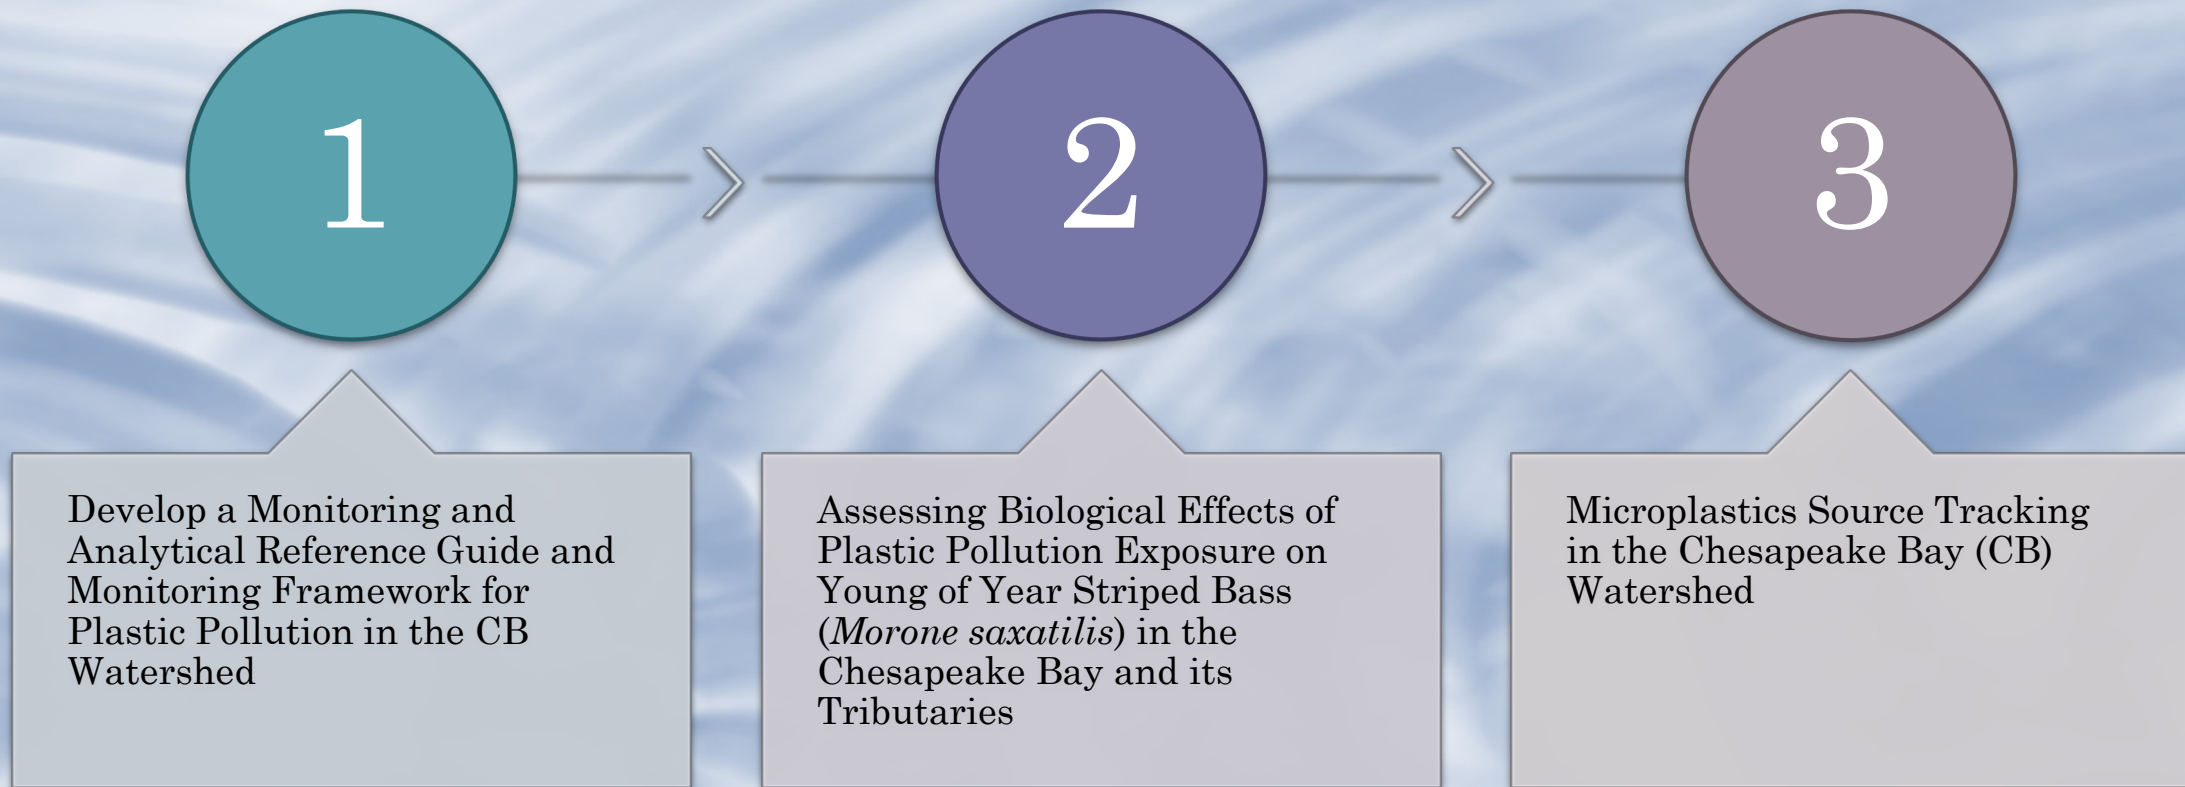 1
2
3
Develop a Monitoring and
Analytical Reference Guide and
Monitoring Framework for
Plastic Pollution in the CB
Watershed
Assessing Biological Effects of
Plastic Pollution Exposure on
Young of Year Striped Bass
(Morone saxatilis) in the
Chesapeake Bay and its
Tributaries
Microplastics Source Tracking
in the Chesapeake Bay (CB)
Watershed